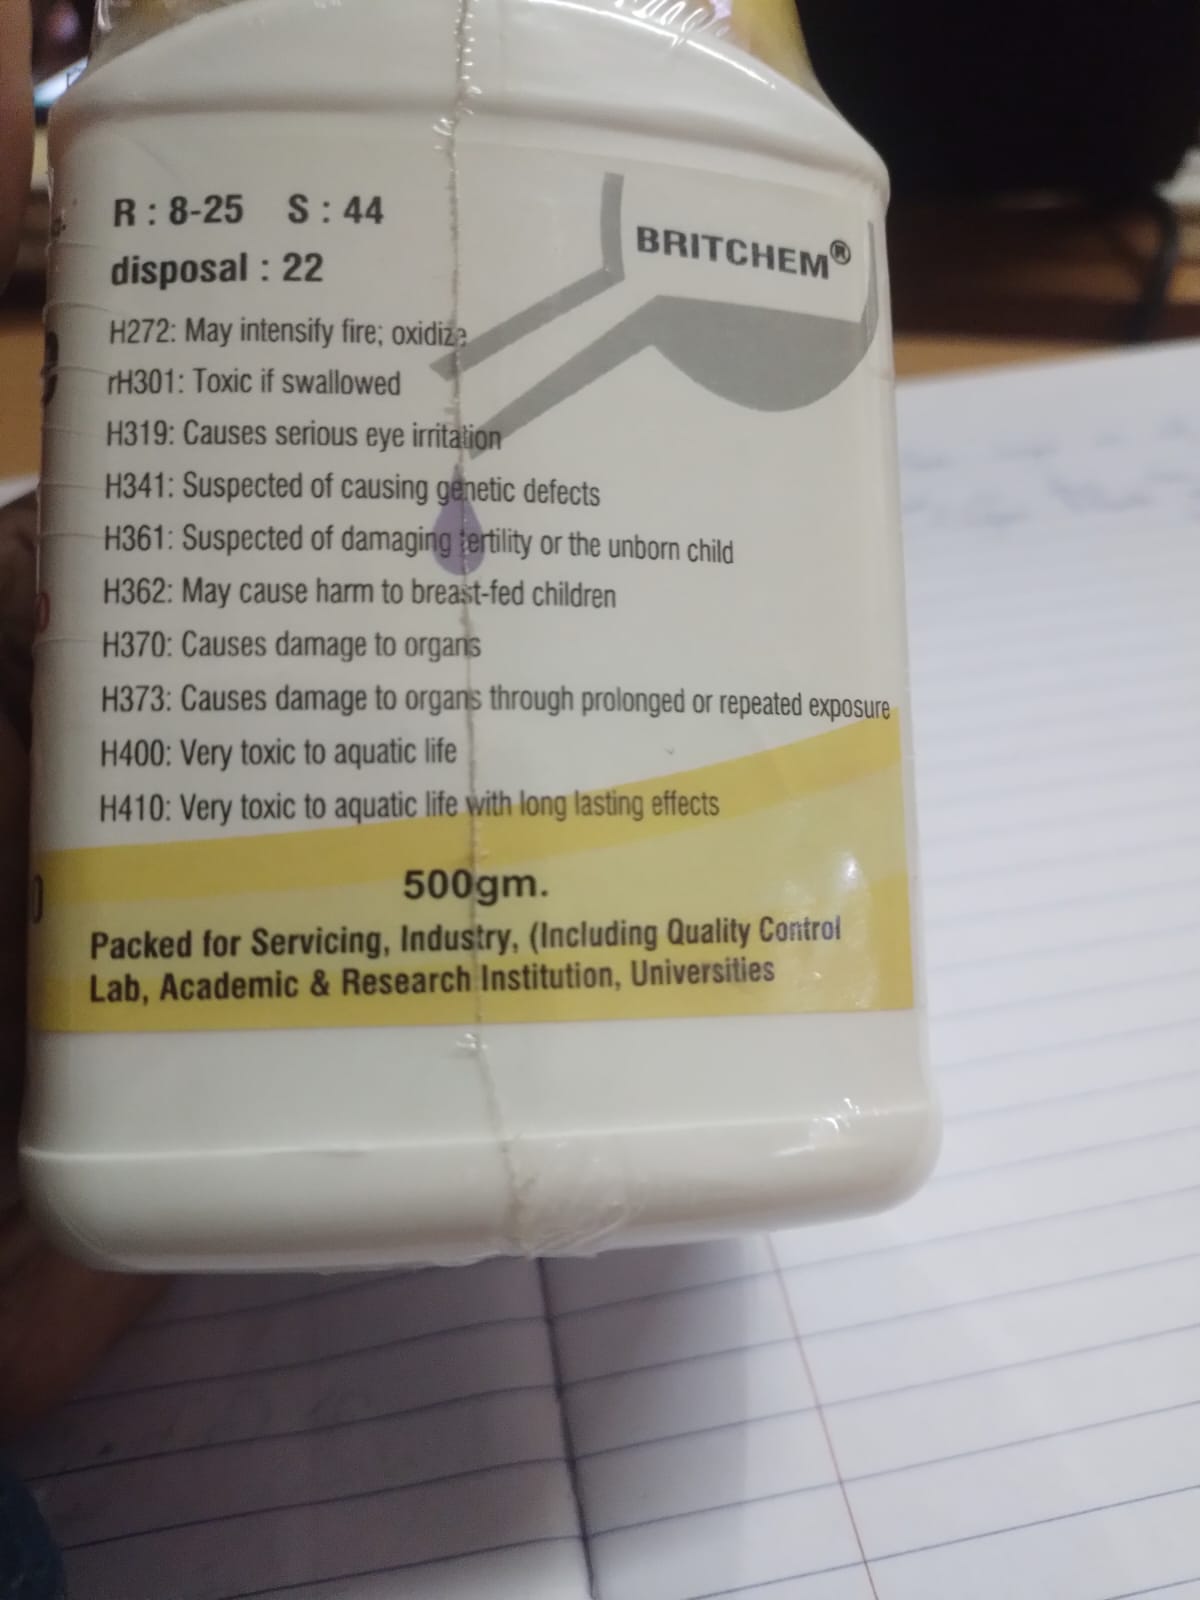 R : 8-25 S : 44
BRITCHEM®
disposal : 22
H272: May intensify fire; oxidize
rH301: Toxic if swallowed
H319: Causes serious eye irritation
H341: Suspected of causing genetic defects
H361: Suspected of damaging fertility or the unborn child
H362: May cause harm to breast-fed children
H370: Causes damage to organs
H373: Causes damage to organs through prolonged or repeated exposure
H400: Very toxic to aquatic life
H410: Very toxic to aquatic life with long lasting effects
500gm.
Packed for Servicing, Industry, (Including Quality Control
Lab, Academic & Research Institution, Universities